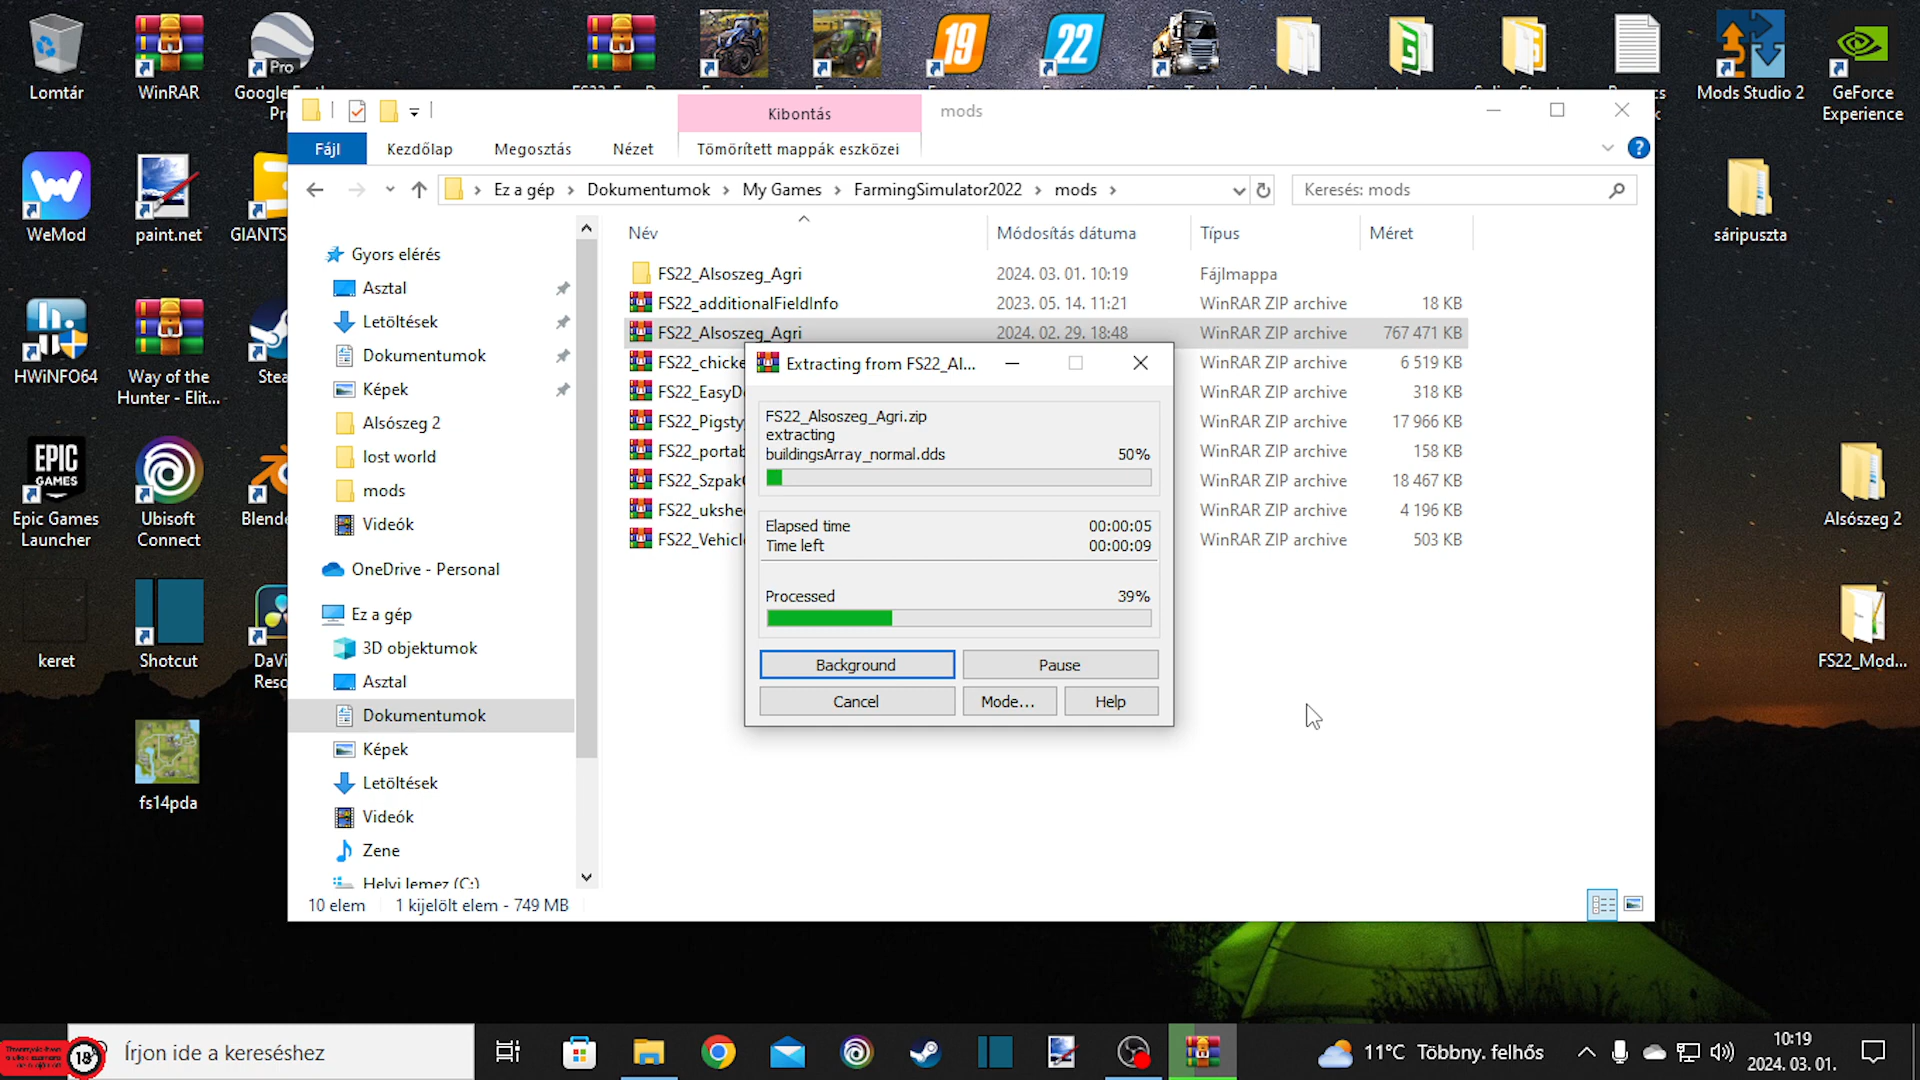 Lomtár
WinRAR
Pro
19
22
Mods Studio 2
GeForce
Experience
Kibontás
mods
Fájl
Kezdőlap
Megosztás
Nézet
Tömörített mappák eszközei
Ez a gép
Dokumentumok
My Games
FarmingSimulator2022
mods
Keresés: mods
WeMod
paint.net
GIANTS
sáripuszta
Név
Módosítás dátuma
Típus
Méret
Gyors elérés
Asztal
Letöltések
Dokumentumok
Képek
Alsószeg 2
lost world
mods
Videók
OneDrive - Personal
Ez a gép
3D objektumok
Asztal
Dokumentumok
Képek
Letöltések
Videók
Zene
Helyi lemez (C:)
FS22_Alsoszeg_Agri 2024. 03. 01. 10:19 Fájlmappa
FS22_additionalFieldInfo 2023. 05. 14. 11:21 WinRAR ZIP archive 18 KB
FS22_Alsoszeg_Agri 2024. 02. 29. 18:48 WinRAR ZIP archive 767 471 KB
FS22_chicke WinRAR ZIP archive 6 519 KB
FS22_EasyDe WinRAR ZIP archive 318 KB
FS22_Pigsty WinRAR ZIP archive 17 966 KB
FS22_portab WinRAR ZIP archive 158 KB
FS22_Szpak WinRAR ZIP archive 18 467 KB
FS22_ukshe WinRAR ZIP archive 4 196 KB
FS22_Vehicl WinRAR ZIP archive 503 KB
Extracting from FS22_Al...
FS22_Alsoszeg_Agri.zip
extracting
buildingsArray_normal.dds 50%
Elapsed time 00:00:05
Time left 00:00:09
Processed 39%
Background
Pause
Cancel
Mode...
Help
HWiNFO64
Way of the
Hunter - Elit...
Stea
EPIC
GAMES
Epic Games
Launcher
Ubisoft
Connect
Blende
Alsószeg 2
keret
Shotcut
DaVi
Reso
FS22_Mod...
fs14pda
10 elem
1 kijelölt elem - 749 MB
18
Írjon ide a kereséshez
11°C Többny. felhős
10:19
2024. 03. 01.